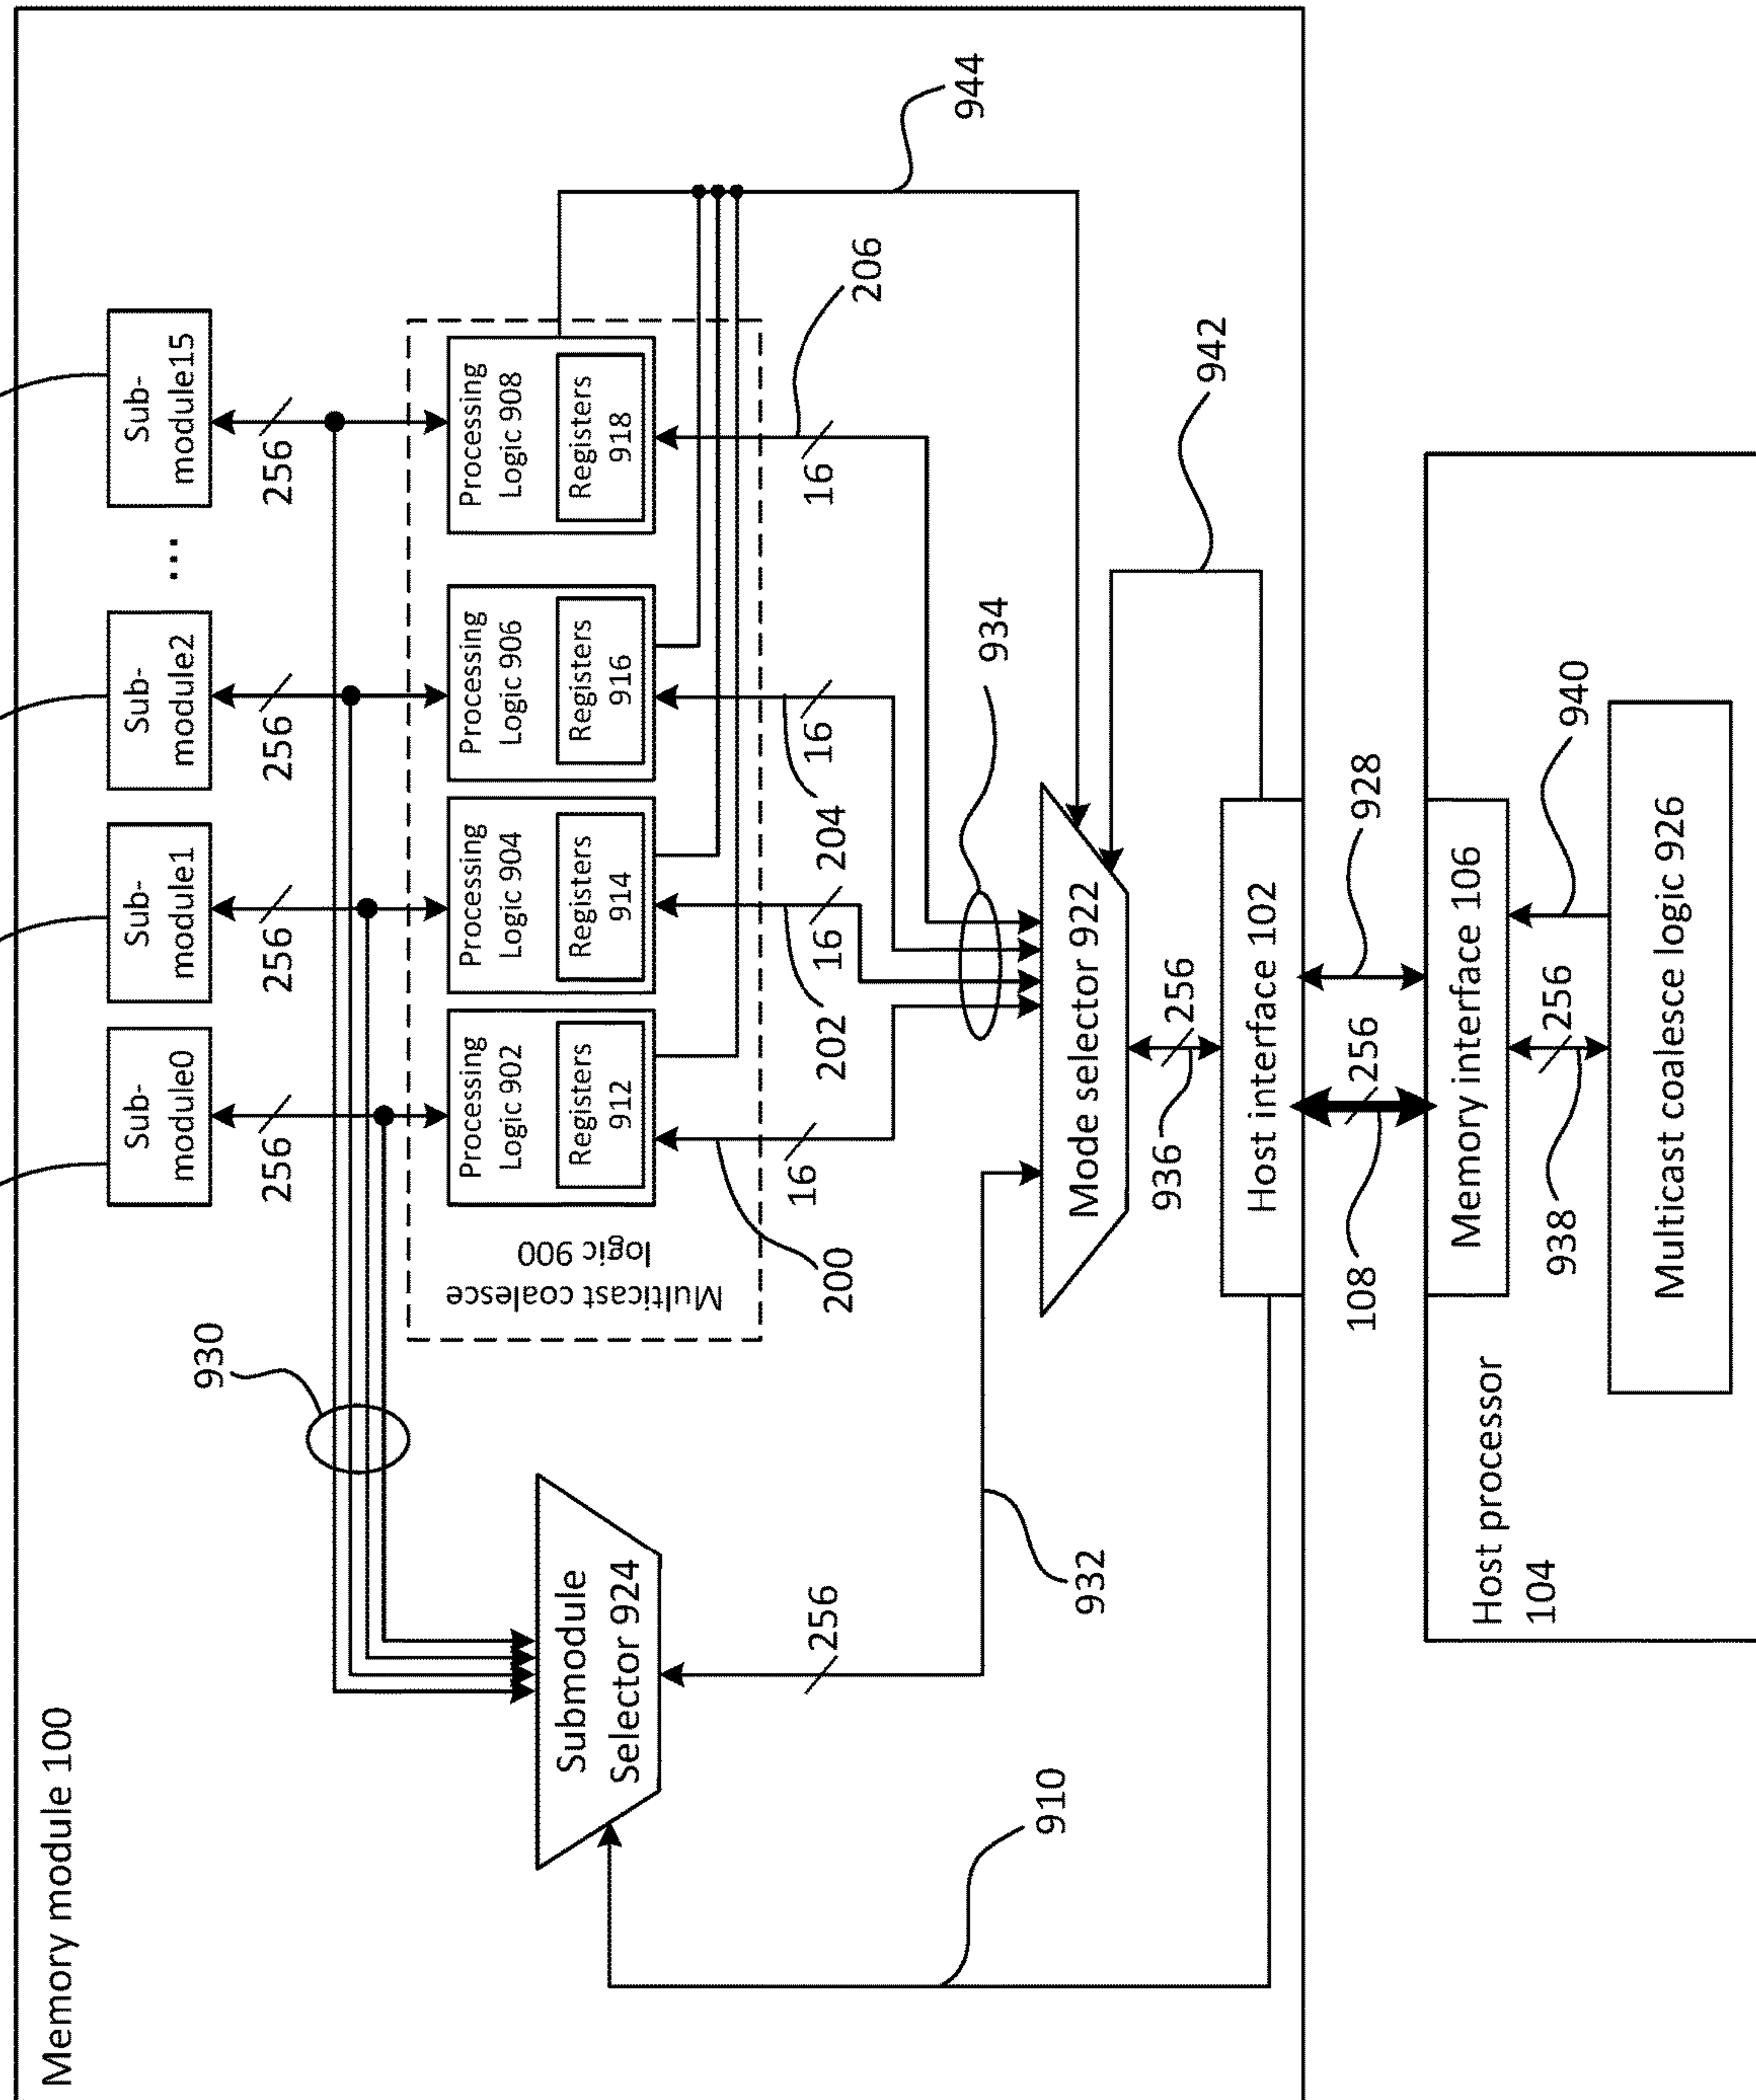 Memory module 100
Sub-
module0
Sub-
module1
Sub-
module2
...
Sub-
module15
256
256
256
256
930
Multicast coalesce
logic 900
Processing
Logic 902
Registers
912
Processing
Logic 904
Registers
914
Processing
Logic 906
Registers
916
Processing
Logic 908
Registers
918
Submodule
Selector 924
256
200
16
202
16
204
16
206
16
944
910
932
934
Mode selector 922
942
936
256
Host interface 102
108
256
928
Host processor
104
Memory interface 106
938
256
940
Multicast coalesce logic 926